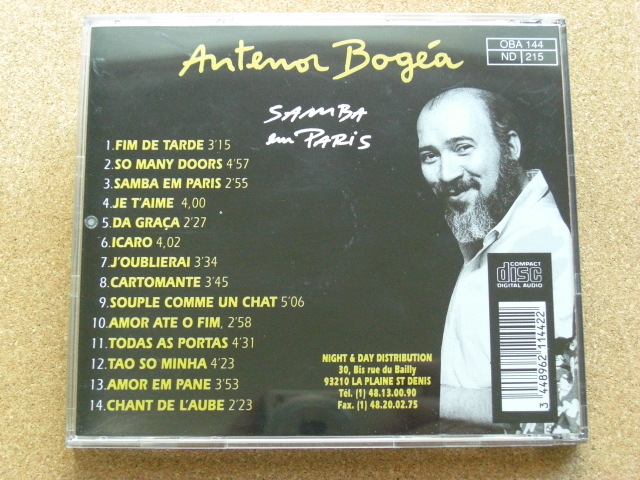 Antenor Bogéa
OBA 144
ND 215
SAMBA
em PARIS
1.FIM DE TARDE 3'15
2.SO MANY DOORS 4'57
3.SAMBA EM PARIS 2'55
4.JE T'AIME 4,00
5.DA GRAÇA 2'27
6.ICARO 4,02
7.J'OUBLIERAI 3'34
8.CARTOMANTE 3'45
9.SOUPLE COMME UN CHAT 5'06
10.AMOR ATE O FIM, 2'58
11.TODAS AS PORTAS 4'31
12.TAO SO MINHA 4'23
13.AMOR EM PANE 3'53
14.CHANT DE L'AUBE 2'23
NIGHT & DAY DISTRIBUTION
30, Bis rue du Bailly
93210 LA PLAINE ST DENIS
Tél. (1) 48.13.00.90
Fax. (1) 48.20.02.75
COMPACT
disc
DIGITAL AUDIO
3 448962 114422